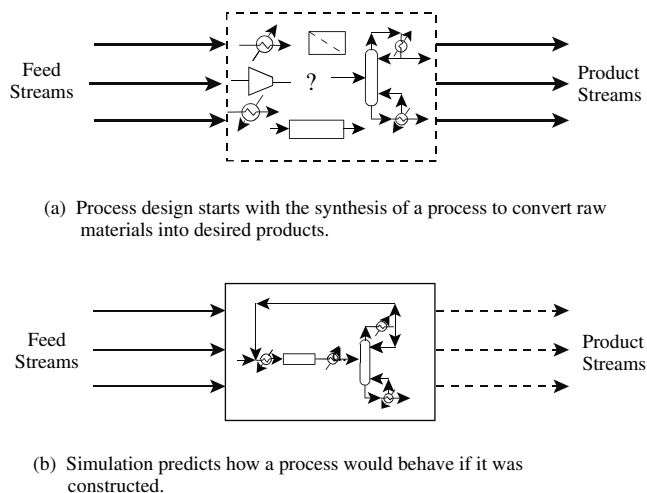 Feed
Streams
?
Product
Streams
(a) Process design starts with the synthesis of a process to convert raw
materials into desired products.
Feed
Streams
Product
Streams
(b) Simulation predicts how a process would behave if it was
constructed.